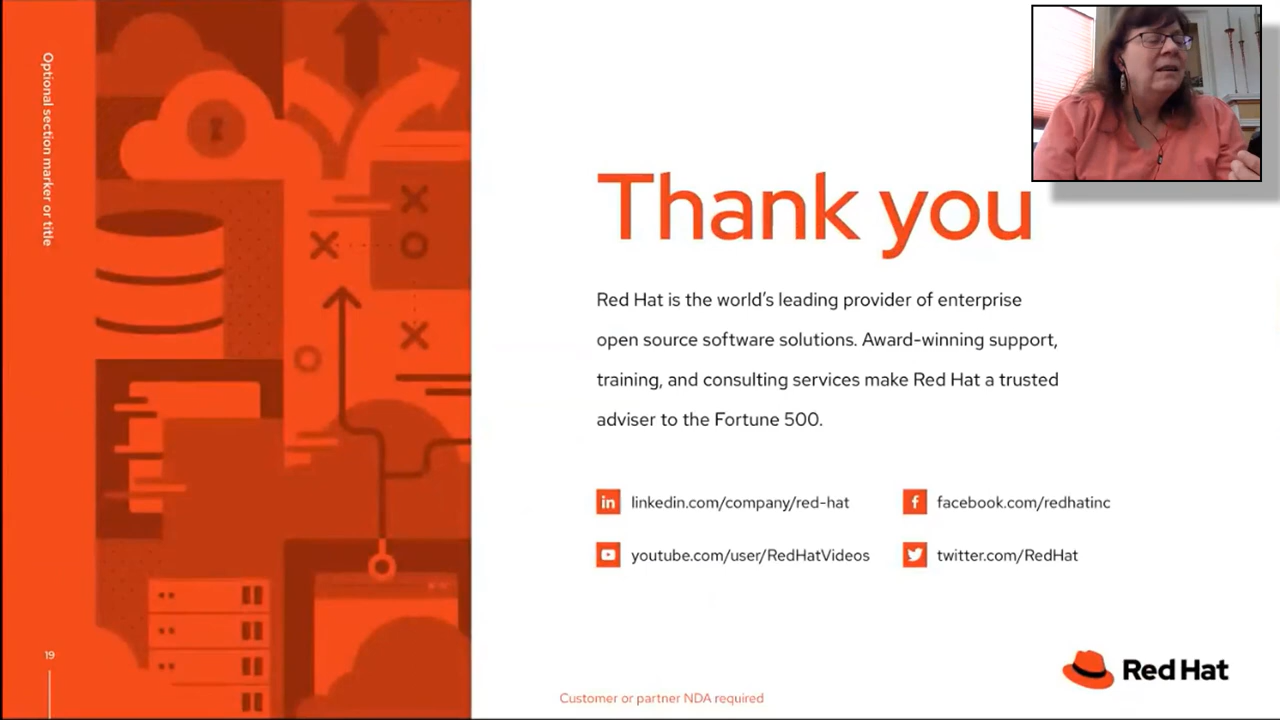 Optional section marker or title
Thank you
Red Hat is the world’s leading provider of enterprise
open source software solutions. Award-winning support,
training, and consulting services make Red Hat a trusted
adviser to the Fortune 500.
in linkedin.com/company/red-hat
f facebook.com/redhatinc
youtube.com/user/RedHatVideos
twitter.com/RedHat
19
Red Hat
Customer or partner NDA required